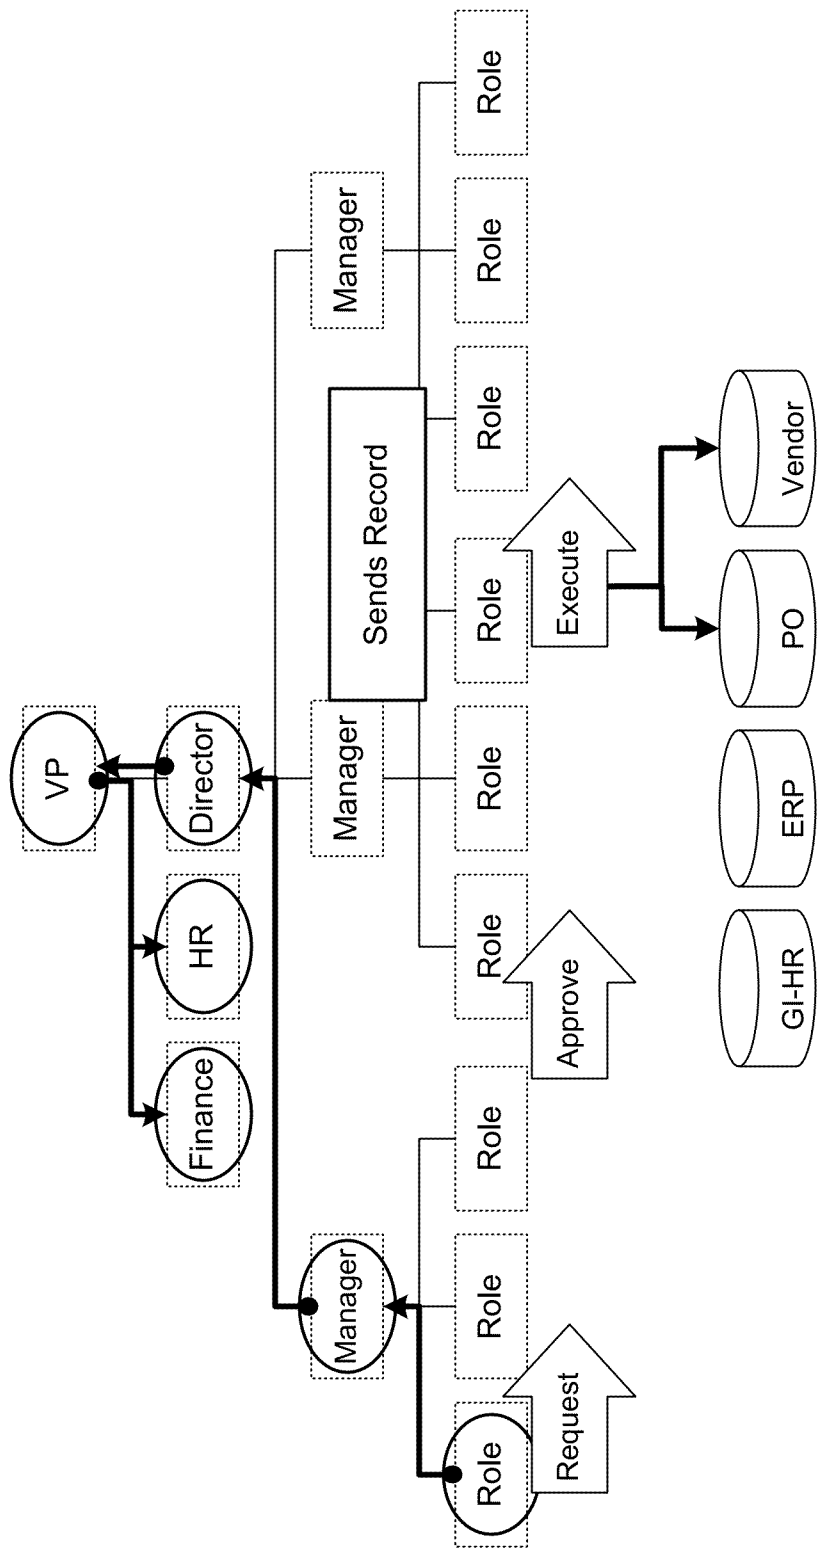 VP
Finance
HR
Director
Manager
Manager
Manager
Sends Record
Role
Role
Role
Role
Role
Role
Role
Role
Role
Request
Approve
Execute
GI-HR
ERP
PO
Vendor